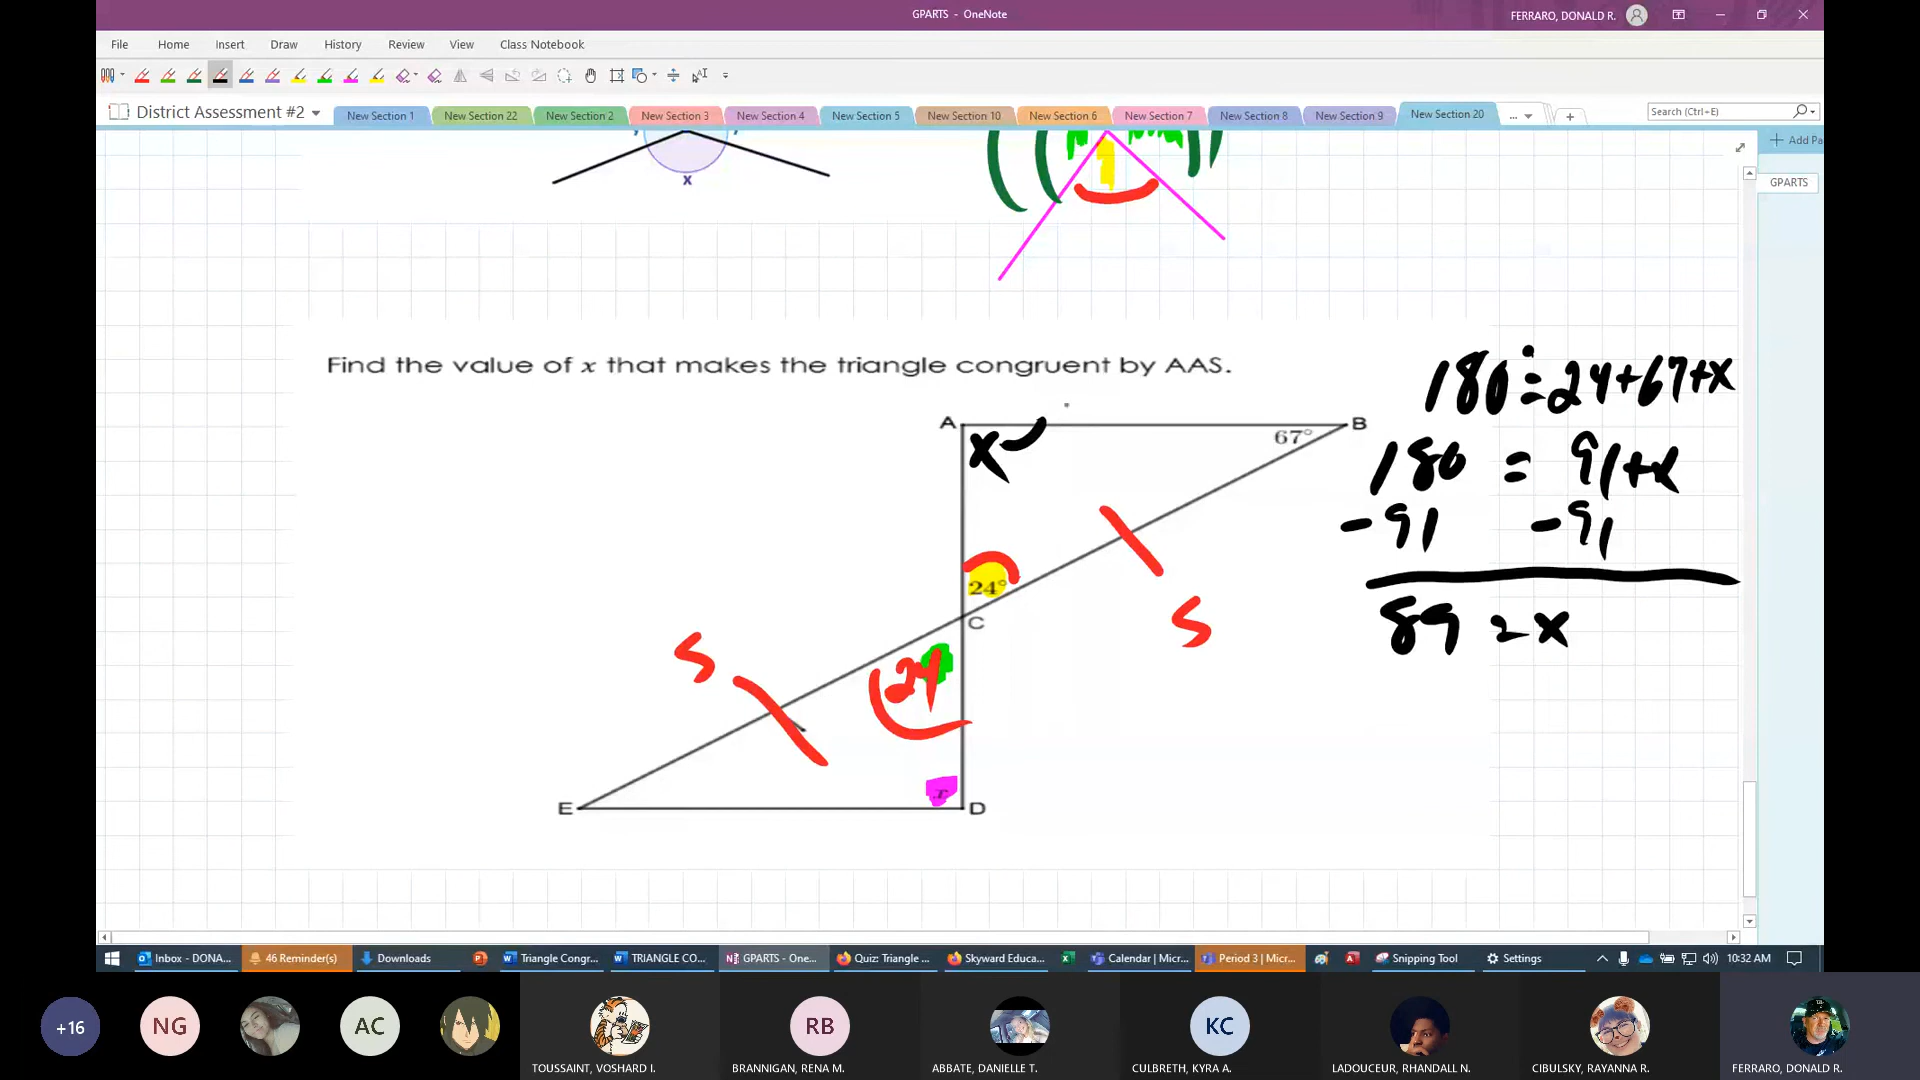 GPARTS - OneNote
FERRARO, DONALD R.
File Home Insert Draw History Review View Class Notebook
District Assessment #2
New Section 1 New Section 22 New Section 2 New Section 3 New Section 4 New Section 5 New Section 10 New Section 6 New Section 7 New Section 8 New Section 9 New Section 20 ...
Search (Ctrl+E)
Add Pa
GPARTS
x
1
Find the value of x that makes the triangle congruent by AAS.
180 = 24+67+x
180 = 91+x
-91 -91
89 = x
A
x
67°
B
24°
C
S
S
24
x
E
D
Inbox - DONA...
46 Reminder(s)
Downloads
Triangle Congr...
TRIANGLE CO...
GPARTS - One...
Quiz: Triangle ...
Skyward Educa...
Calendar | Micr...
Period 3 | Micr...
Snipping Tool
Settings
10:32 AM
+16
NG
AC
RB
KC
TOUSSAINT, VOSHARD I.
BRANNIGAN, RENA M.
ABBATE, DANIELLE T.
CULBRETH, KYRA A.
LADOUCEUR, RHANDALL N.
CIBULSKY, RAYANNA R.
FERRARO, DONALD R.